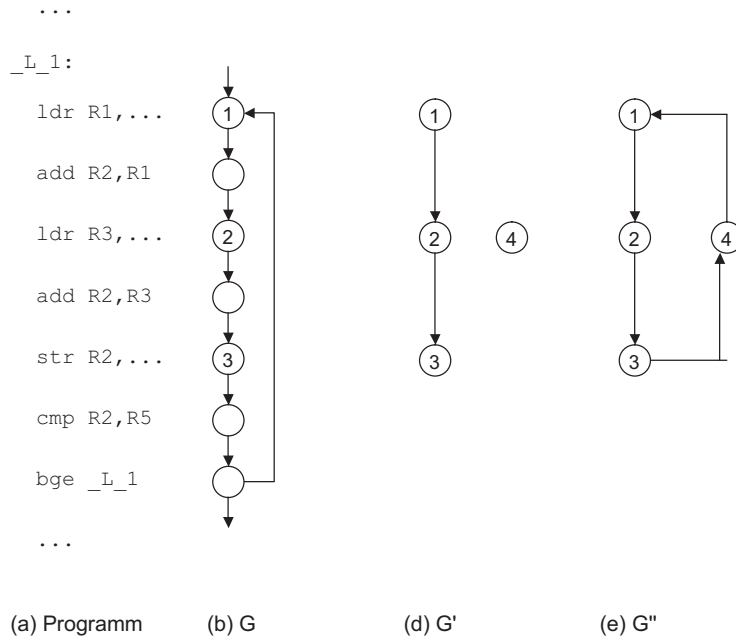 ...
_L_1:
ldr R1,... 1 1 1
add R2,R1
ldr R3,... 2 2 4 2 4
add R2,R3
str R2,... 3 3 3
cmp R2,R5
bge _L_1
...
(a) Programm (b) G (d) G' (e) G"